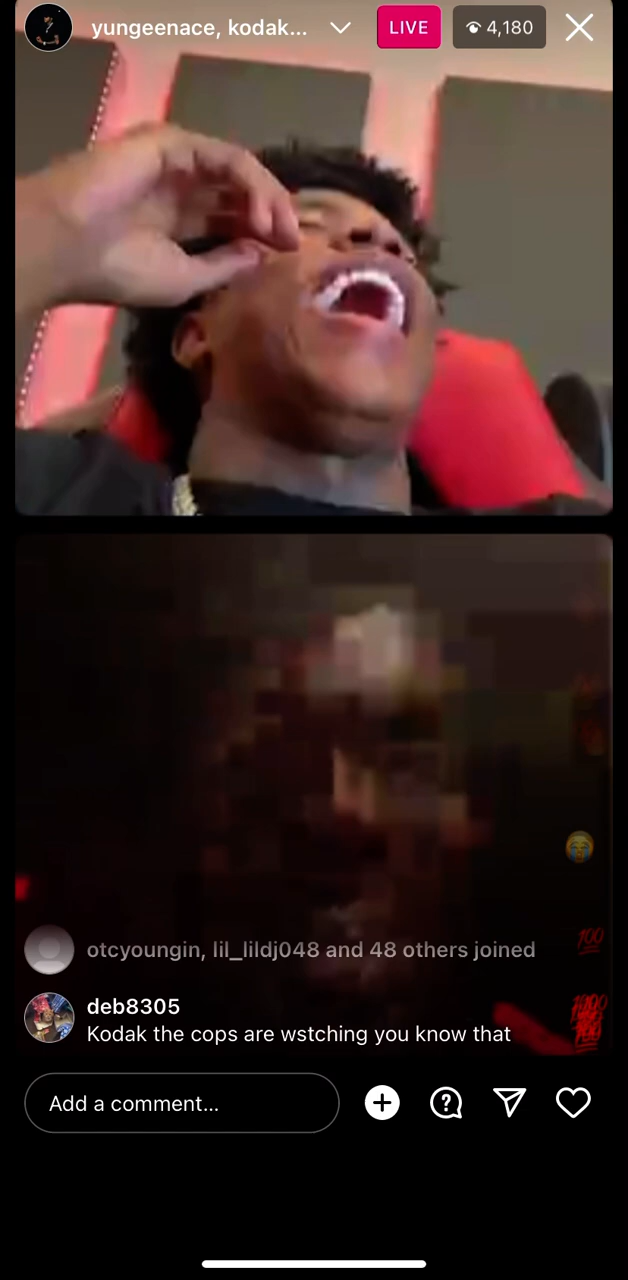 yungeenace, kodak...
LIVE
4,180
otcyoungin, lil_lildj048 and 48 others joined
100
deb8305
Kodak the cops are wstching you know that
Add a comment...